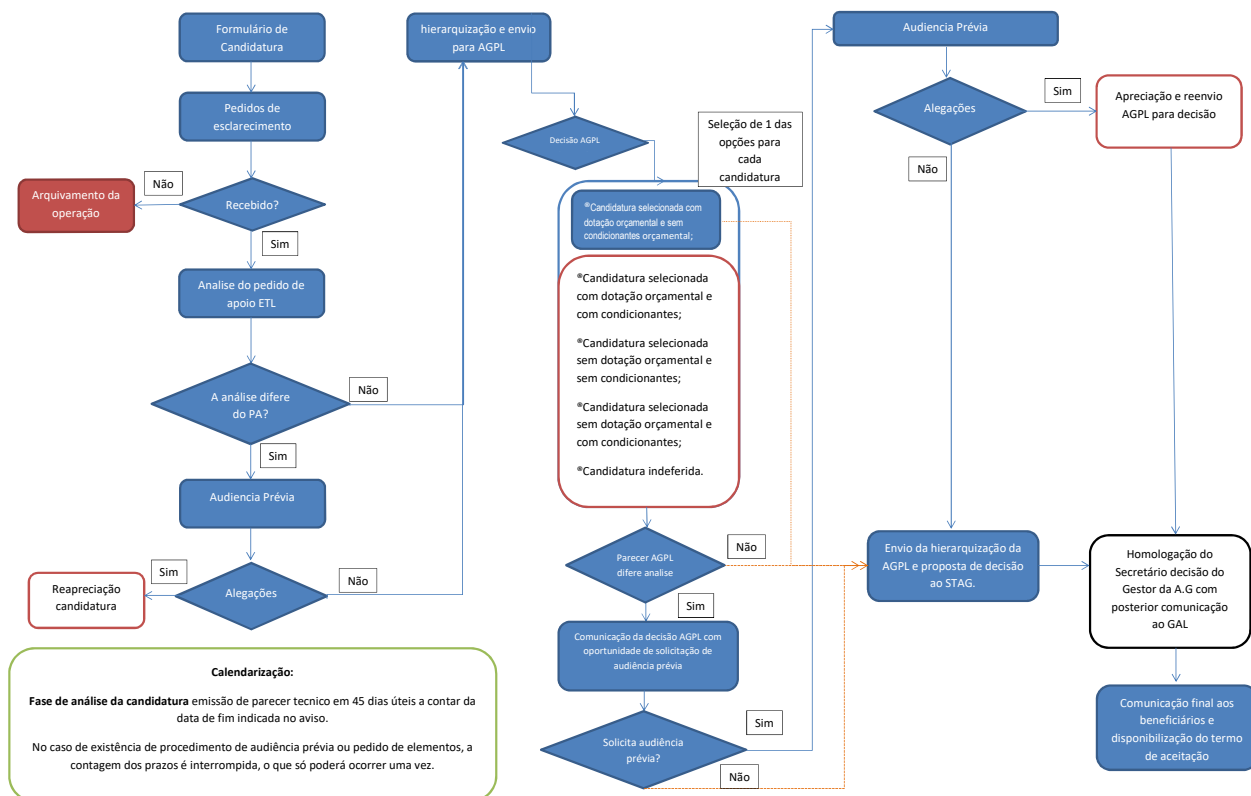 Formulário de
Candidatura
Pedidos de
esclarecimento
Não
Arquivamento da
operação
Recebido?
Sim
Analise do pedido de
apoio ETL
Não
A análise difere
do PA?
Sim
Audiencia Prévia
Sim
Não
Reapreciação
candidatura
Alegações
Calendarização:
Fase de análise da candidatura emissão de parecer tecnico em 45 dias úteis a contar da
data de fim indicada no aviso.
No caso de existência de procedimento de audiência prévia ou pedido de elementos, a
contagem dos prazos é interrompida, o que só poderá ocorrer uma vez.
hierarquização e envio
para AGPL
Decisão AGPL
Seleção de 1 das
opções para
cada
candidatura
®Candidatura selecionada com
dotação orçamental e sem
condicionantes orçamental;
®Candidatura selecionada
com dotação orçamental e
com condicionantes;
®Candidatura selecionada
sem dotação orçamental e
sem condicionantes;
®Candidatura selecionada
sem dotação orçamental e
com condicionantes;
®Candidatura indeferida.
Parecer AGPL
difere analise
Não
Sim
Comunicação da decisão AGPL com
oportunidade de solicitação de
audiência prévia
Sim
Solicita audiência
prévia?
Não
Audiencia Prévia
Sim
Alegações
Apreciação e reenvio
AGPL para decisão
Não
Envio da hierarquização da
AGPL e proposta de decisão
ao STAG.
Homologação do
Secretário decisão do
Gestor da A.G com
posterior comunicação
ao GAL
Comunicação final aos
beneficiários e
disponibilização do termo
de aceitação